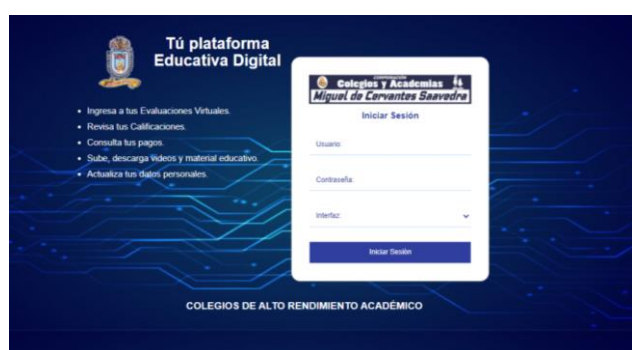 Tú plataforma
Educativa Digital
• Ingresa a tus Evaluaciones Virtuales.
• Revisa tus Calificaciones.
• Consulta tus pagos.
• Sube, descarga videos y material educativo.
• Actualiza tus datos personales.
CORPORACIÓN
Colegios y Academias
Miguel de Cervantes Saavedra
Iniciar Sesión
Usuario:
Contraseña:
Interfaz:
Iniciar Sesión
COLEGIOS DE ALTO RENDIMIENTO ACADÉMICO